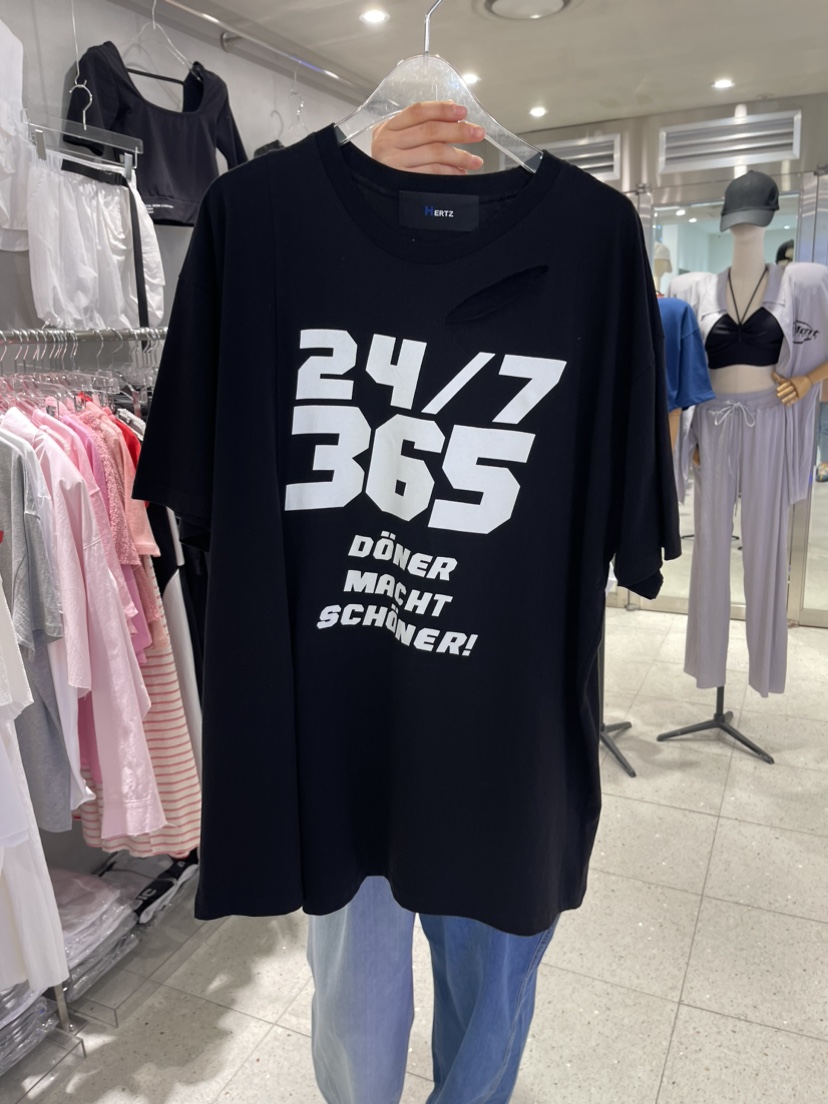 HERTZ
24/7
365
DÖNER
MACHT
SCHÖNER!